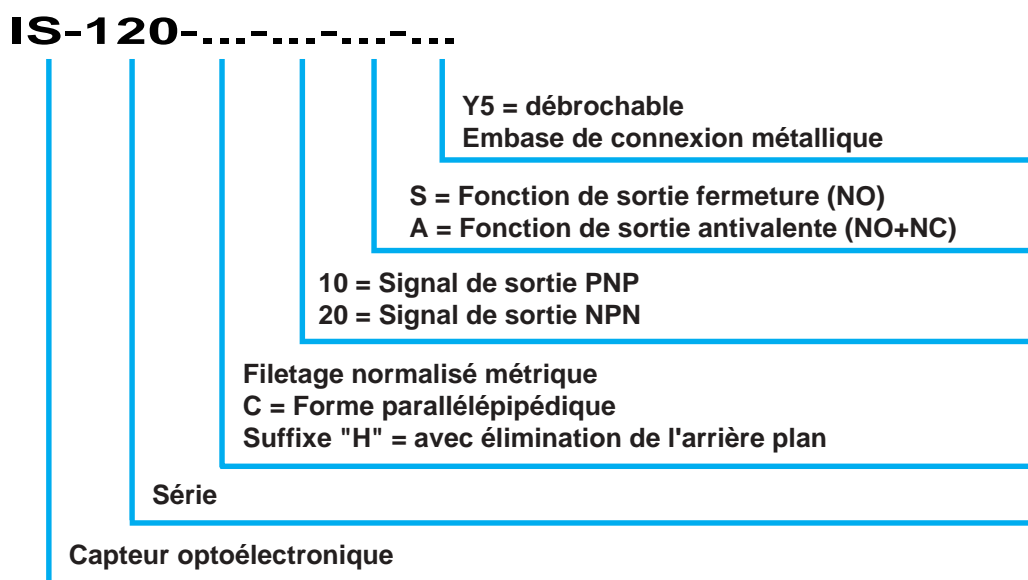 IS-120-...-...-...-...
Y5 = débrochable
Embase de connexion métallique
S = Fonction de sortie fermeture (NO)
A = Fonction de sortie antivalente (NO+NC)
10 = Signal de sortie PNP
20 = Signal de sortie NPN
Filetage normalisé métrique
C = Forme parallélépipédique
Suffixe "H" = avec élimination de l'arrière plan
Série
Capteur optoélectronique